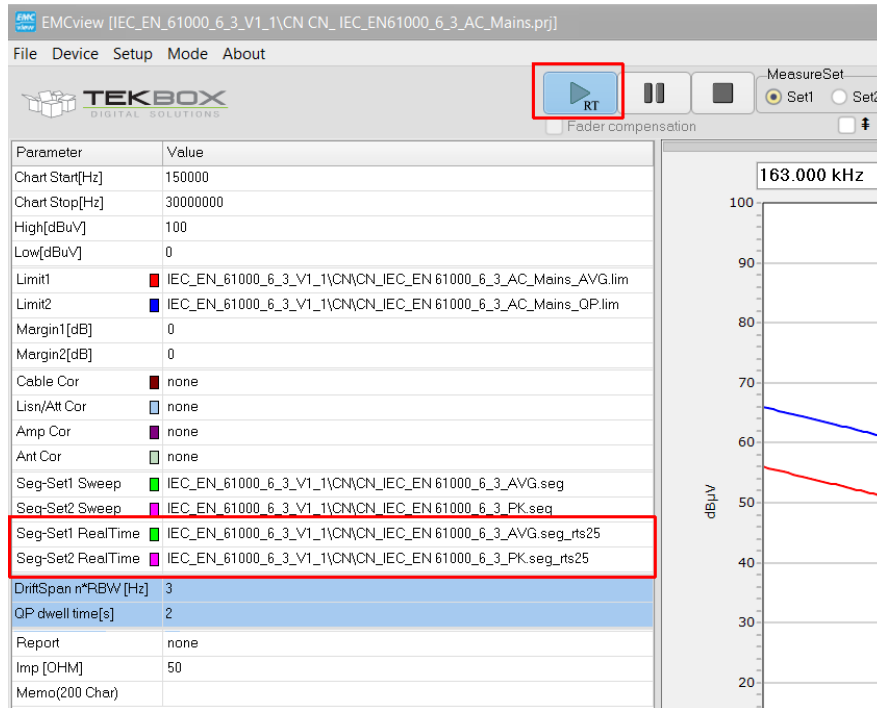 EMCview [IEC_EN_61000_6_3_V1_1\CN CN_ IEC_EN61000_6_3_AC_Mains.prj]
File Device Setup Mode About
TEKBOX
DIGITAL SOLUTIONS
RT
MeasureSet
Set1 Set2
Fader compensation
Parameter Value
Chart Start[Hz] 150000
Chart Stop[Hz] 30000000
High[dBuV] 100
Low[dBuV] 0
Limit1 IEC_EN_61000_6_3_V1_1\CN\CN_IEC_EN 61000_6_3_AC_Mains_AVG.lim
Limit2 IEC_EN_61000_6_3_V1_1\CN\CN_IEC_EN 61000_6_3_AC_Mains_QP.lim
Margin1[dB] 0
Margin2[dB] 0
Cable Cor none
Lisn/Att Cor none
Amp Cor none
Ant Cor none
Seg-Set1 Sweep IEC_EN_61000_6_3_V1_1\CN\CN_IEC_EN 61000_6_3_AVG.seg
Seg-Set2 Sweep IEC_EN_61000_6_3_V1_1\CN\CN_IEC_EN 61000_6_3_PK.seg
Seg-Set1 RealTime IEC_EN_61000_6_3_V1_1\CN\CN_IEC_EN 61000_6_3_AVG.seg_rts25
Seg-Set2 RealTime IEC_EN_61000_6_3_V1_1\CN\CN_IEC_EN 61000_6_3_PK.seg_rts25
DriftSpan n*RBW [Hz] 3
QP dwell time[s] 2
Report none
Imp [OHM] 50
Memo(200 Char)
163.000 kHz
100
90
80
70
60
50
40
30
20
dBµV